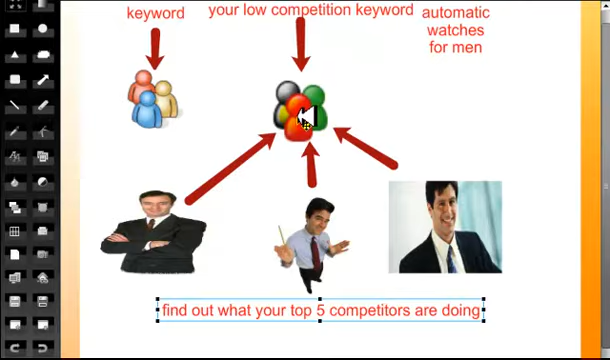 keyword
your low competition keyword
automatic
watches
for men
find out what your top 5 competitors are doing